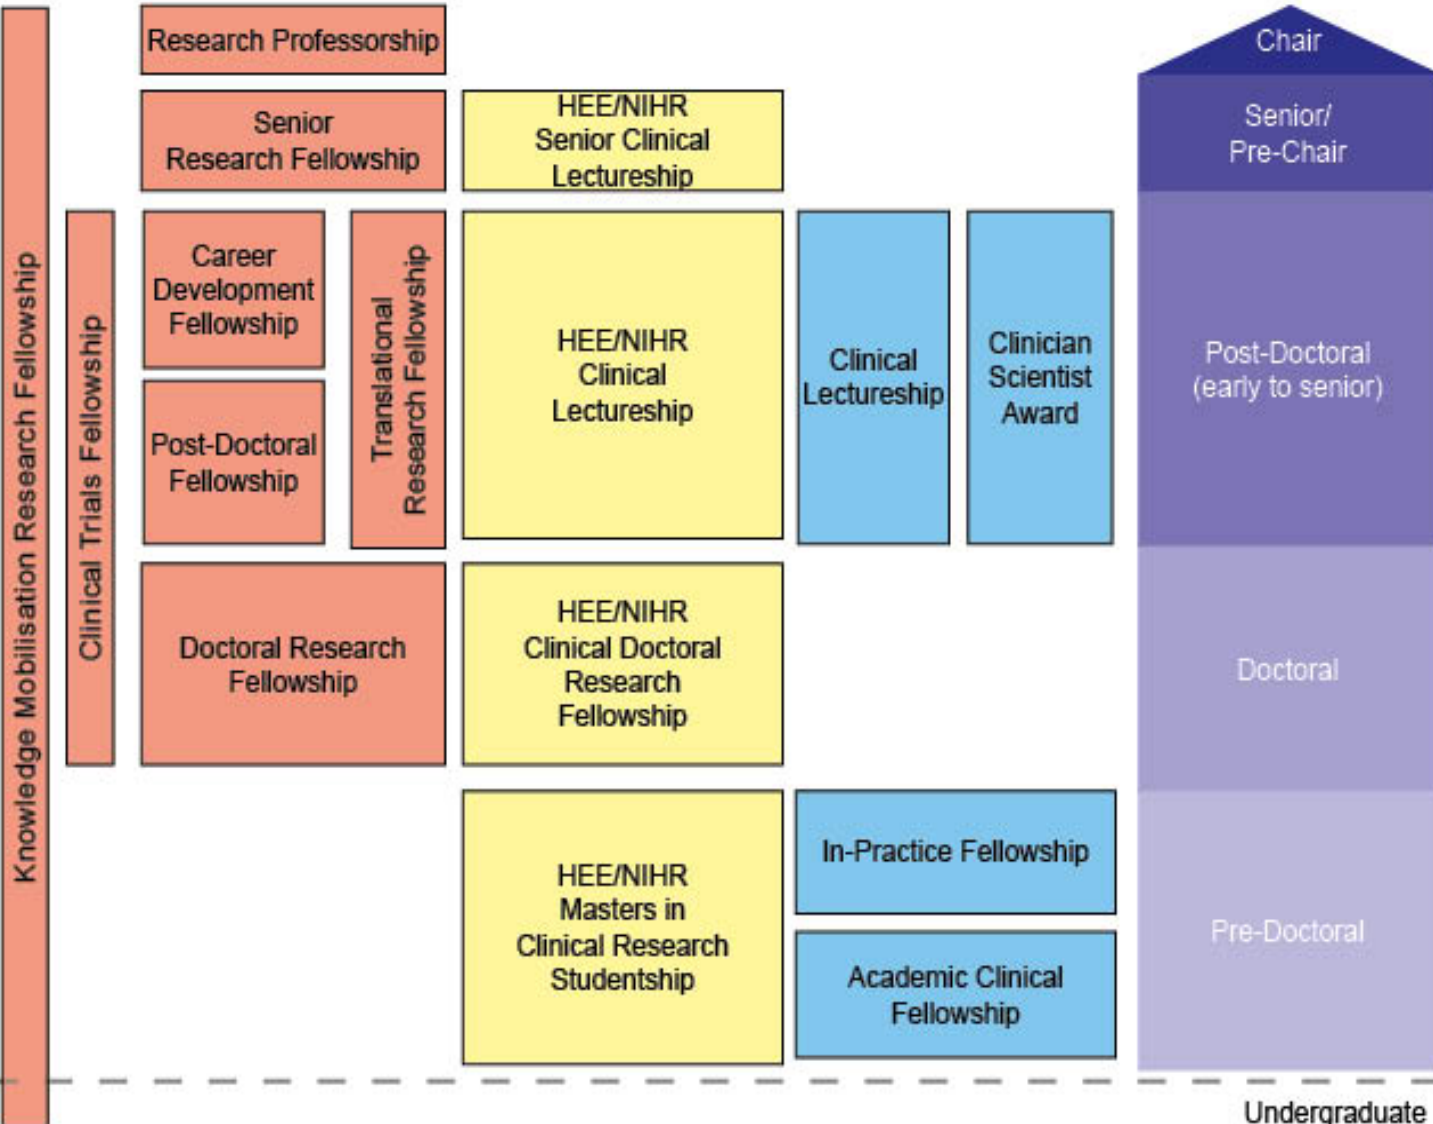 Knowledge Mobilisation Research Fellowship
Clinical Trials Fellowship
Research Professorship
Senior
Research Fellowship
Career
Development
Fellowship
Post-Doctoral
Fellowship
Translational
Research Fellowship
Doctoral Research
Fellowship
HEE/NIHR
Senior Clinical
Lectureship
HEE/NIHR
Clinical
Lectureship
HEE/NIHR
Clinical Doctoral
Research
Fellowship
HEE/NIHR
Masters in
Clinical Research
Studentship
Clinical
Lectureship
Clinician
Scientist
Award
In-Practice Fellowship
Academic Clinical
Fellowship
Chair
Senior/
Pre-Chair
Post-Doctoral
(early to senior)
Doctoral
Pre-Doctoral
Undergraduate